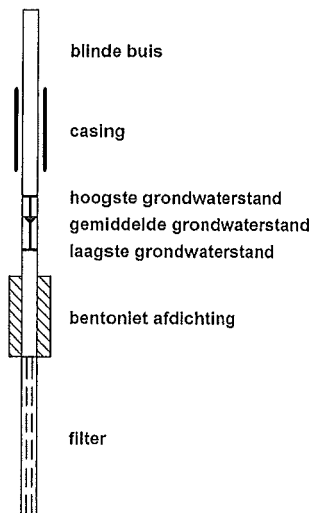 blinde buis
casing
hoogste grondwaterstand
gemiddelde grondwaterstand
laagste grondwaterstand
bentoniet afdichting
filter